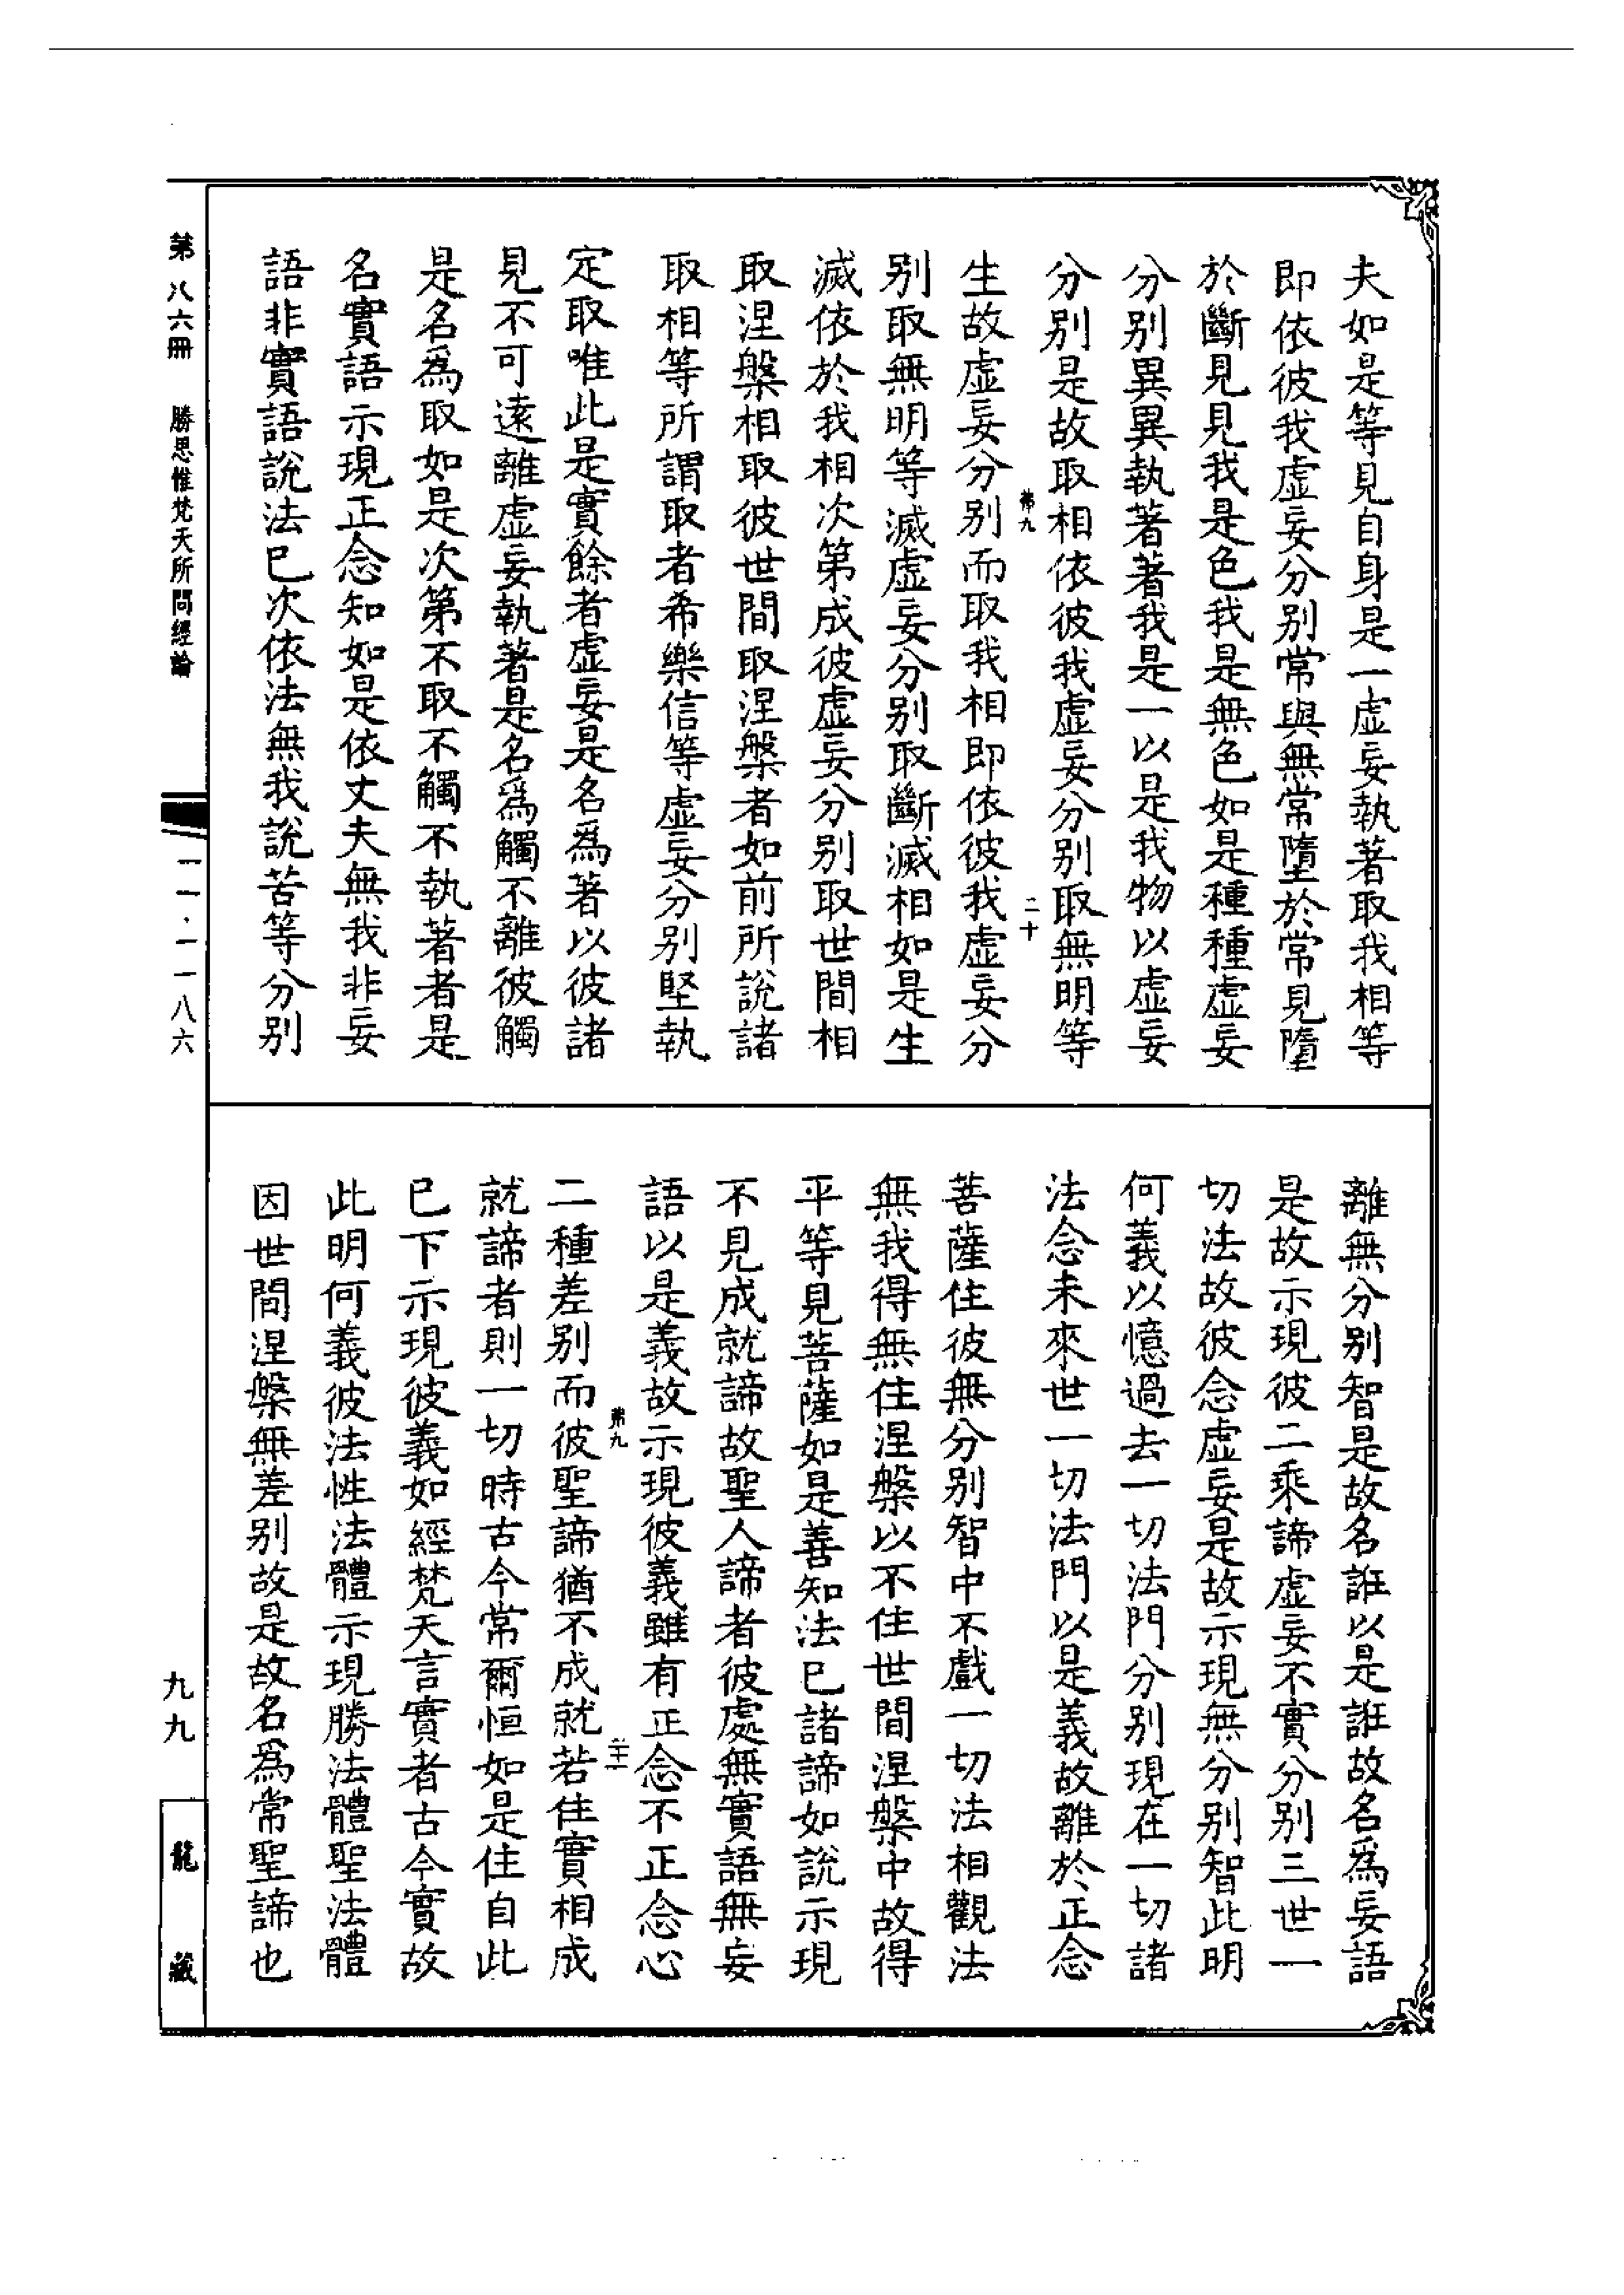 夫如是等見自身是一虛妄執著取我相等
即依彼我虛妄分別常與無常墮於常見墮
於斷見見我是色我是無色如是種種虛妄
分別異異執著著我是一以是我物以虛妄
分別是故取相依彼我虛妄分別取無明等
弗九
二十
生故虛妄分別而取我相即依彼我虛妄分
別取無明等滅虛妄分別取斷滅相如是生
滅依於我相次第成彼虛妄分別取世間相
取涅槃相取彼世間取涅槃者如前所說諸
取相等所謂取者希樂信等虛妄分別堅執
定取唯此是實餘者虛妄是名為著以彼諸
見不可遠離虛妄執著是名為觸不離彼觸
是名為取如是次第不取不觸不執著者是
名實語示現正念知如是依丈夫無我非妄
語非實語說法已次依法無我說苦等分別
離無分別智是故名誑以是誑故名為妄語
是故示現彼二乘諦虛妄不實分別三世一
切法故彼念虛妄是故示現無分別智此明
何義以憶過去一切法門分別現在一切諸
法念未來世一切法門以是義故離於正念
菩薩住彼無分別智中不戲一切法相觀法
無我得無住涅槃以不住世間涅槃中故得
平等見菩薩如是善知法已諸諦如說示現
不見成就諦故聖人諦者彼處無實語無妄
語以是義故示現彼義雖有正念不正念心
弗九
二種差別而彼聖諦猶不成就若住實相成
就諦者則一切時古今常爾恒如是住自此
已下示現彼義如經梵天言實者古今實故
此明何義彼法性法體示現勝法體聖法體
因世間涅槃無差別故是故名為常聖諦也
第八六冊 勝思惟梵天所問經論
一一·一一八六
九九
龍藏